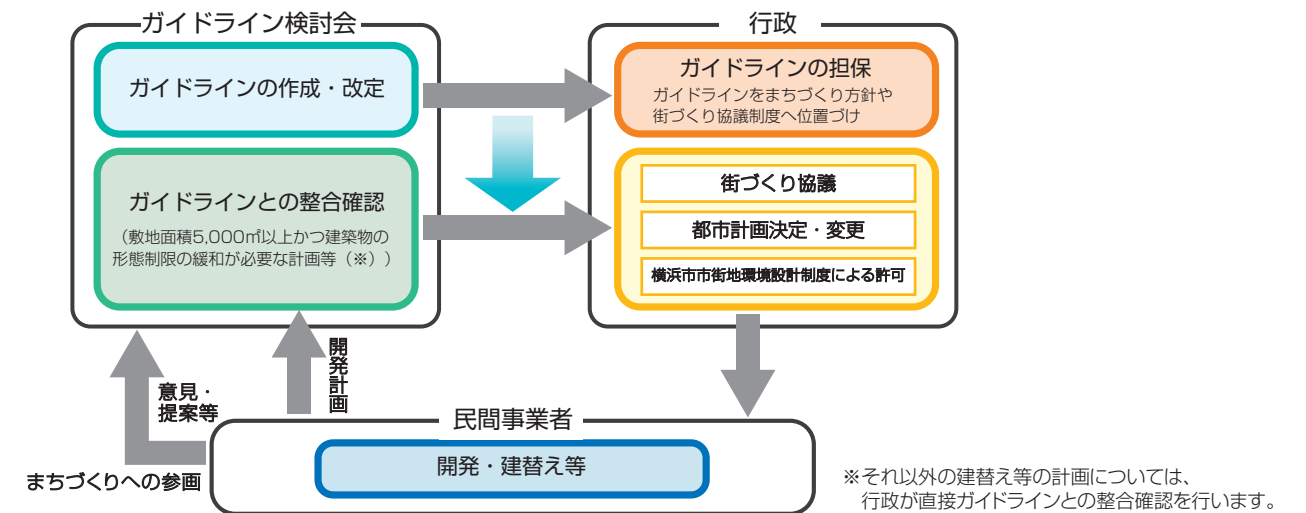 ガイドライン検討会
ガイドラインの作成・改定
ガイドラインとの整合確認
（敷地面積5,000㎡以上かつ建築物の
形態制限の緩和が必要な計画等（※））
行政
ガイドラインの担保
ガイドラインをまちづくり方針や
街づくり協議制度へ位置づけ
街づくり協議
都市計画決定・変更
横浜市市街地環境設計制度による許可
意見・
提案等
開発計画
まちづくりへの参画
民間事業者
開発・建替え等
※それ以外の建替え等の計画については、
行政が直接ガイドラインとの整合確認を行います。